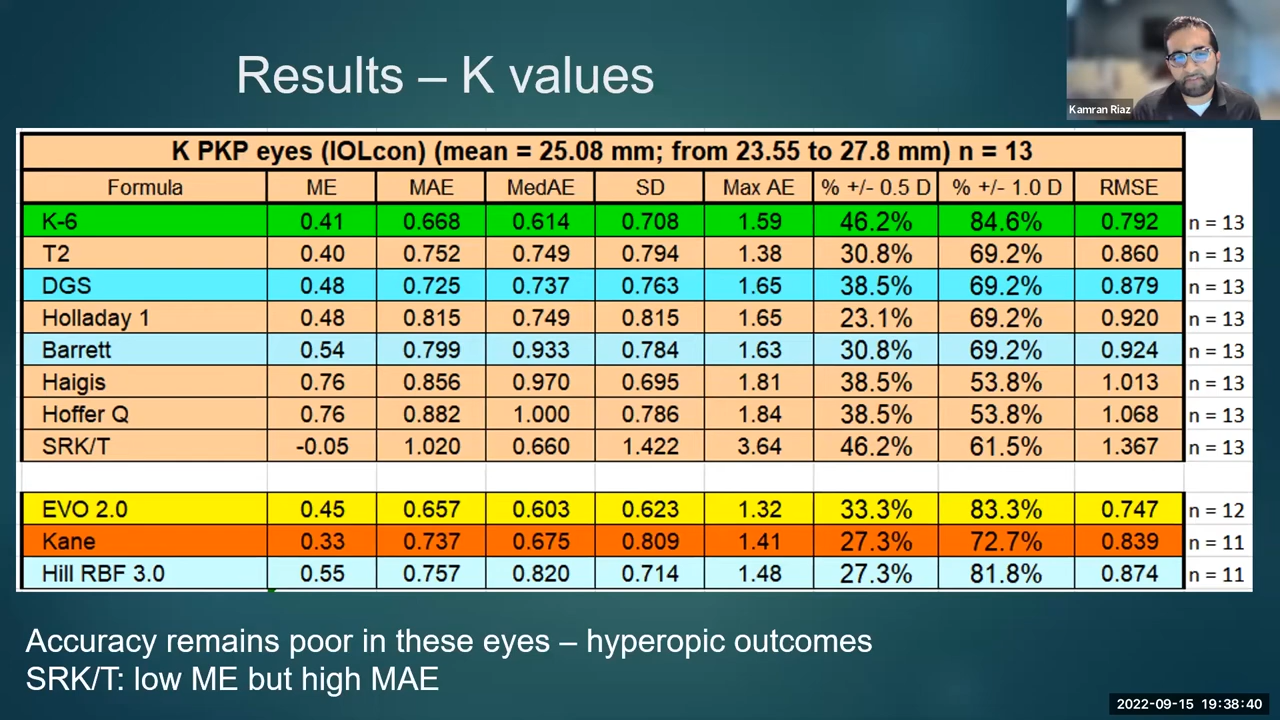 Results – K values
Kamran Riaz
K PKP eyes (IOLcon) (mean = 25.08 mm; from 23.55 to 27.8 mm) n = 13
Formula ME MAE MedAE SD Max AE % +/- 0.5 D % +/- 1.0 D RMSE
K-6 0.41 0.668 0.614 0.708 1.59 46.2% 84.6% 0.792 n = 13
T2 0.40 0.752 0.749 0.794 1.38 30.8% 69.2% 0.860 n = 13
DGS 0.48 0.725 0.737 0.763 1.65 38.5% 69.2% 0.879 n = 13
Holladay 1 0.48 0.815 0.749 0.815 1.65 23.1% 69.2% 0.920 n = 13
Barrett 0.54 0.799 0.933 0.784 1.63 30.8% 69.2% 0.924 n = 13
Haigis 0.76 0.856 0.970 0.695 1.81 38.5% 53.8% 1.013 n = 13
Hoffer Q 0.76 0.882 1.000 0.786 1.84 38.5% 53.8% 1.068 n = 13
SRK/T -0.05 1.020 0.660 1.422 3.64 46.2% 61.5% 1.367 n = 13
EVO 2.0 0.45 0.657 0.603 0.623 1.32 33.3% 83.3% 0.747 n = 12
Kane 0.33 0.737 0.675 0.809 1.41 27.3% 72.7% 0.839 n = 11
Hill RBF 3.0 0.55 0.757 0.820 0.714 1.48 27.3% 81.8% 0.874 n = 11
Accuracy remains poor in these eyes – hyperopic outcomes
SRK/T: low ME but high MAE
2022-09-15 19:38:40